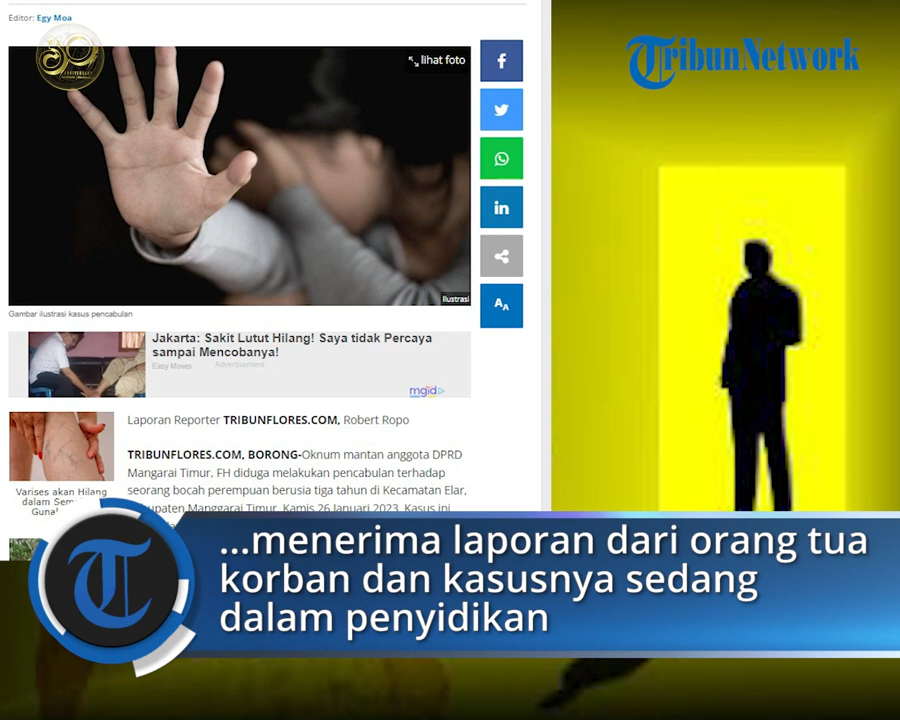 Editor: Egy Moa
lihat foto
Ilustrasi
Gambar ilustrasi kasus pencabulan
Jakarta: Sakit Lutut Hilang! Saya tidak Percaya
sampai Mencobanya!
Easy Moves Advertisement
mgid
Laporan Reporter TRIBUNFLORES.COM, Robert Ropo
TRIBUNFLORES.COM, BORONG-Oknum mantan anggota DPRD
Mangarai Timur, FH diduga melakukan pencabulan terhadap
seorang bocah perempuan berusia tiga tahun di Kecamatan Elar,
Manggarai Timur, Kamis 26 Januari 2023. Kasus ini
Varises akan Hilang
dalam
TribunNetwork
...menerima laporan dari orang tua
korban dan kasusnya sedang
dalam penyidikan